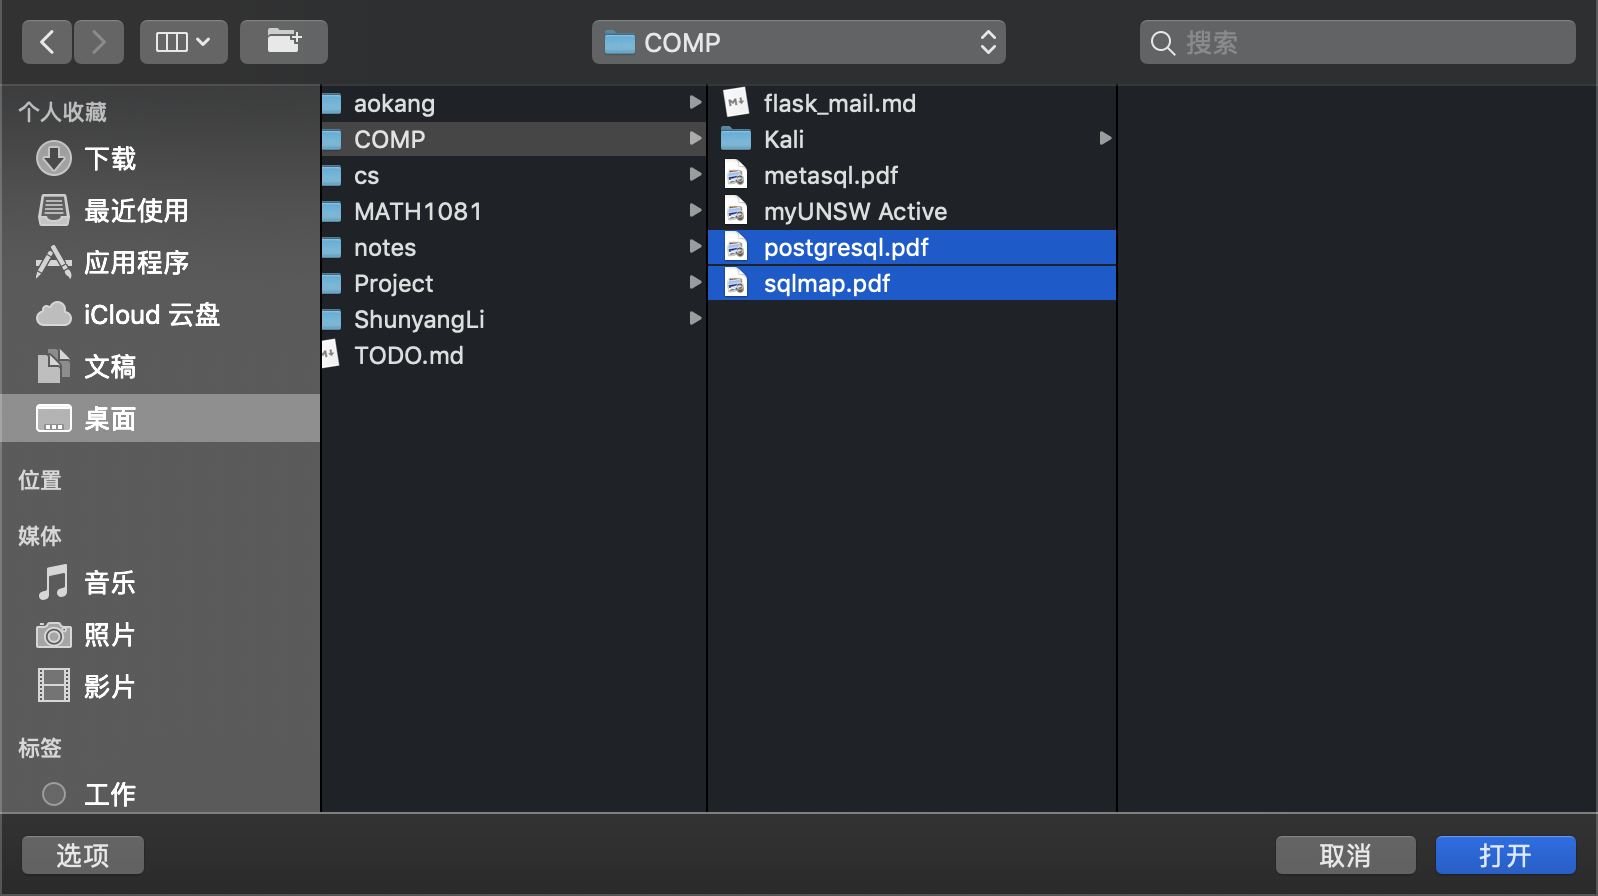 COMP
搜索
个人收藏
下载
最近使用
应用程序
iCloud 云盘
文稿
桌面
位置
媒体
音乐
照片
影片
标签
工作
aokang
COMP
cs
MATH1081
notes
Project
ShunyangLi
TODO.md
flask_mail.md
Kali
metasql.pdf
myUNSW Active
postgresql.pdf
sqlmap.pdf
选项
取消
打开